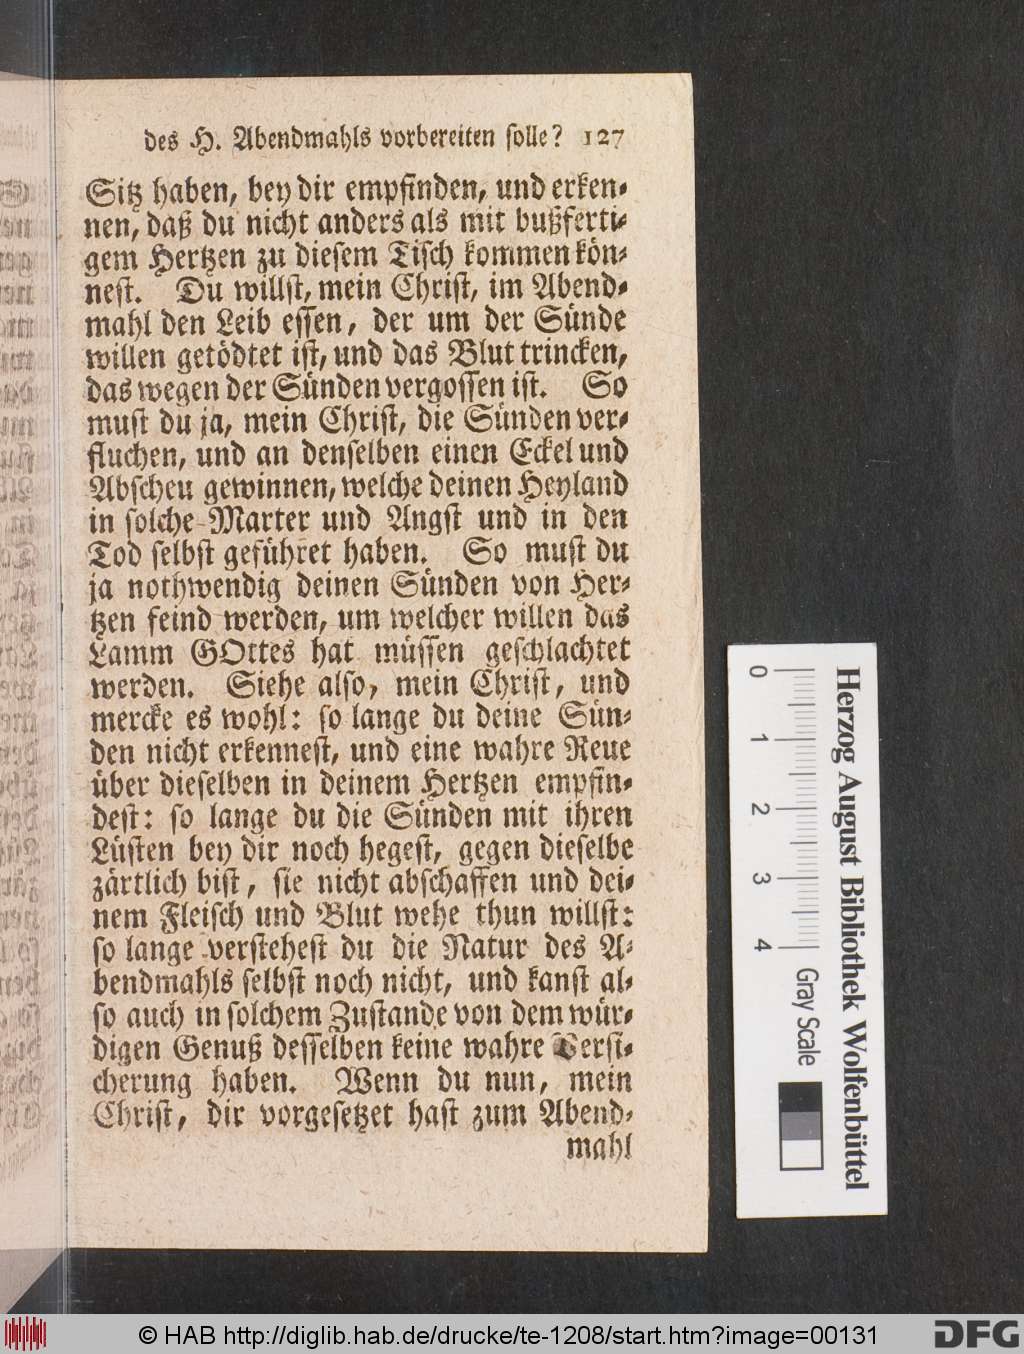 des H. Abendmahls vorbereiten solle? 127
Sitz haben, bey dir empfinden, und erken-
nen, daß du nicht anders als mit bußferti-
gem Hertzen zu diesem Tisch kommen kön-
nest. Du willst, mein Christ, im Abend-
mahl den Leib essen, der um der Sünde
willen getödtet ist, und das Blut trincken,
das wegen der Sünden vergossen ist. So
must du ja, mein Christ, die Sünden ver-
fluchen, und an denselben einen Eckel und
Abscheu gewinnen, welche deinen Heyland
in solche Marter und Angst und in den
Tod selbst geführet haben. So must du
ja nothwendig deinen Sünden von Her-
tzen feind werden, um welcher willen das
Lamm GOttes hat müssen geschlachtet
werden. Siehe also, mein Christ, und
mercke es wohl: so lange du deine Sün-
den nicht erkennest, und eine wahre Reue
über dieselben in deinem Hertzen empfin-
dest: so lange du die Sünden mit ihren
Lüsten bey dir noch hegest, gegen dieselbe
zärtlich bist, sie nicht abschaffen und dei-
nem Fleisch und Blut wehe thun willst:
so lange verstehest du die Natur des A-
bendmahls selbst noch nicht, und kanst al-
so auch in solchem Zustande von dem wür-
digen Genuß desselben keine wahre Versi-
cherung haben. Wenn du nun, mein
Christ, dir vorgesetzet hast zum Abend-
mahl
0 1 2 3 4 Gray Scale
Herzog August Bibliothek Wolfenbüttel
© HAB http://diglib.hab.de/drucke/te-1208/start.htm?image=00131
DFG